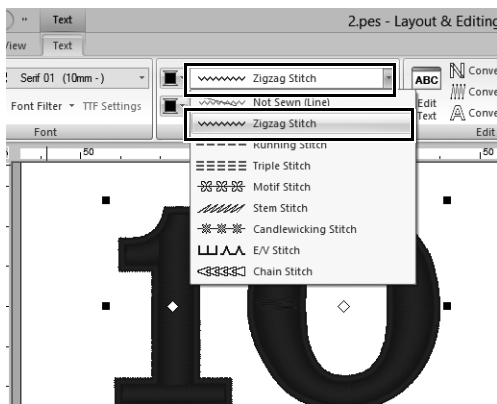 Text
2.pes - Layout & Editing
View Text
Serif 01 (10mm - )
Zigzag Stitch
ABC
Conve
Not Sewn (Line)
Conve
Font Filter TTF Settings
Edit
Text
Conve
Zigzag Stitch
Font
Edit
Running Stitch
50
50
Triple Stitch
Motif Stitch
Stem Stitch
Candlewicking Stitch
E/V Stitch
Chain Stitch
10